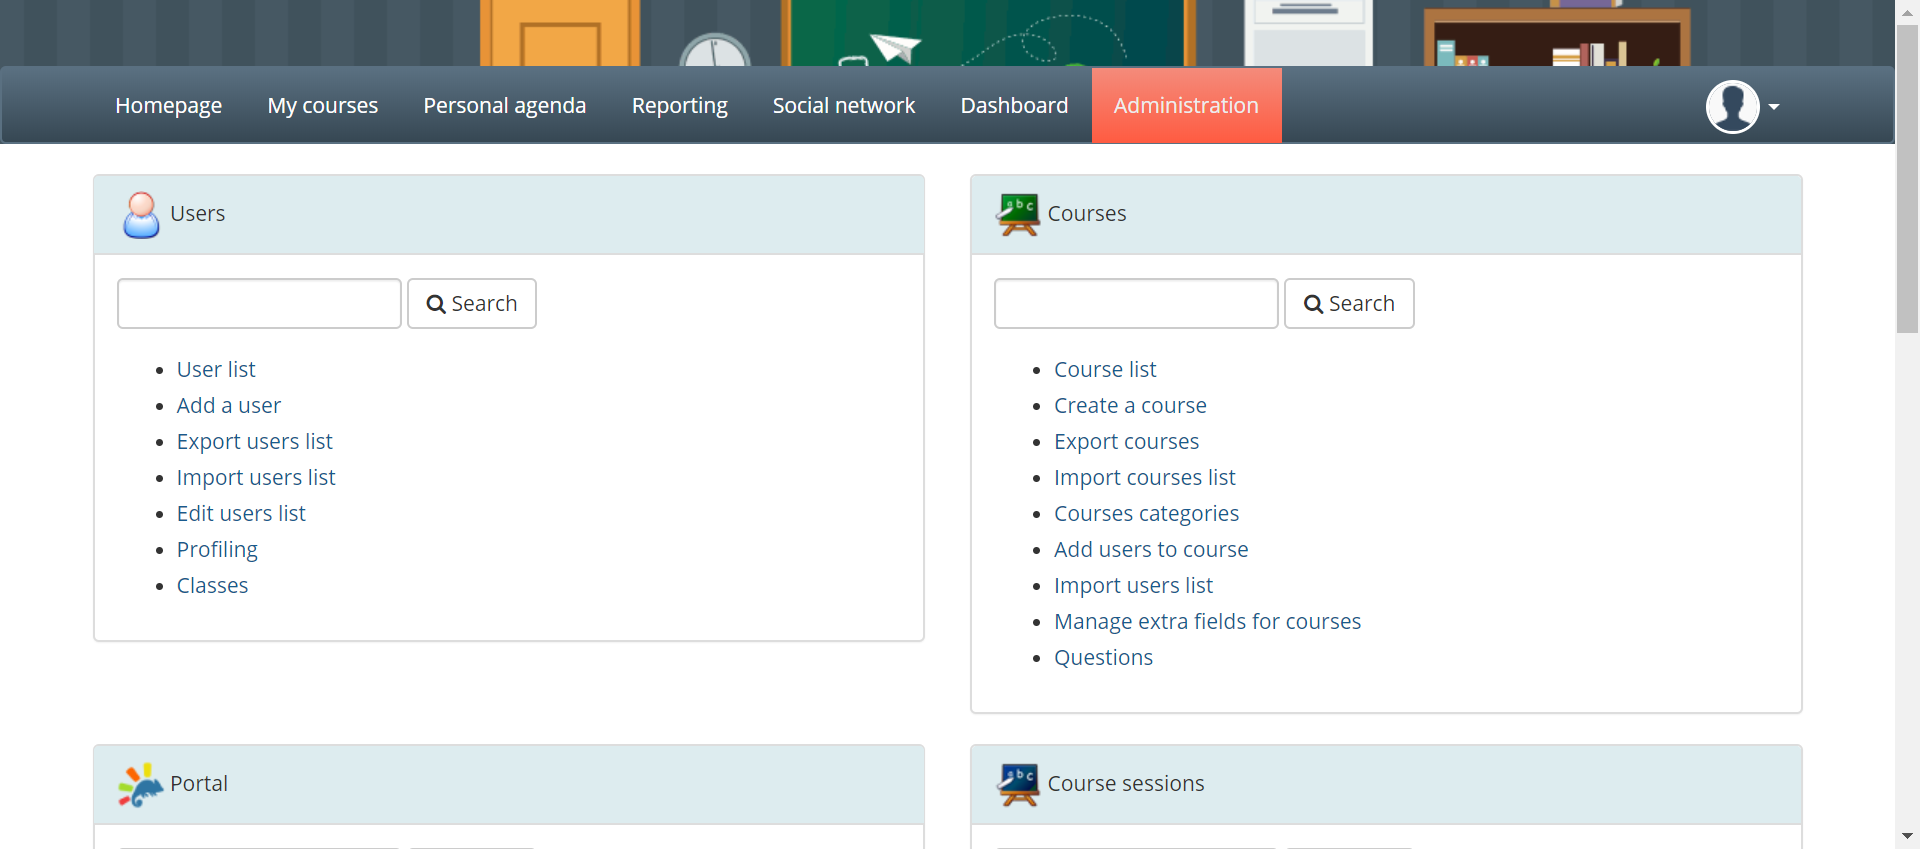 Homepage My courses Personal agenda Reporting Social network Dashboard Administration
Users
Search
User list
Add a user
Export users list
Import users list
Edit users list
Profiling
Classes
Courses
Search
Course list
Create a course
Export courses
Import courses list
Courses categories
Add users to course
Import users list
Manage extra fields for courses
Questions
Portal
Course sessions